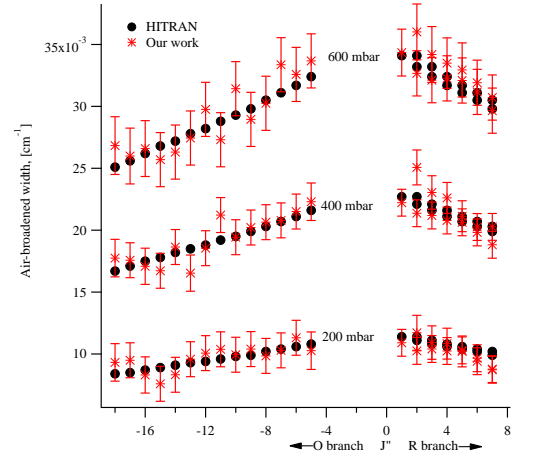 HITRAN
Our work
35x10⁻³
30
25
20
15
10
Air-broadened width, [cm⁻¹]
600 mbar
400 mbar
200 mbar
-16 -12 -8 -4 0 4 8
O branch J" R branch